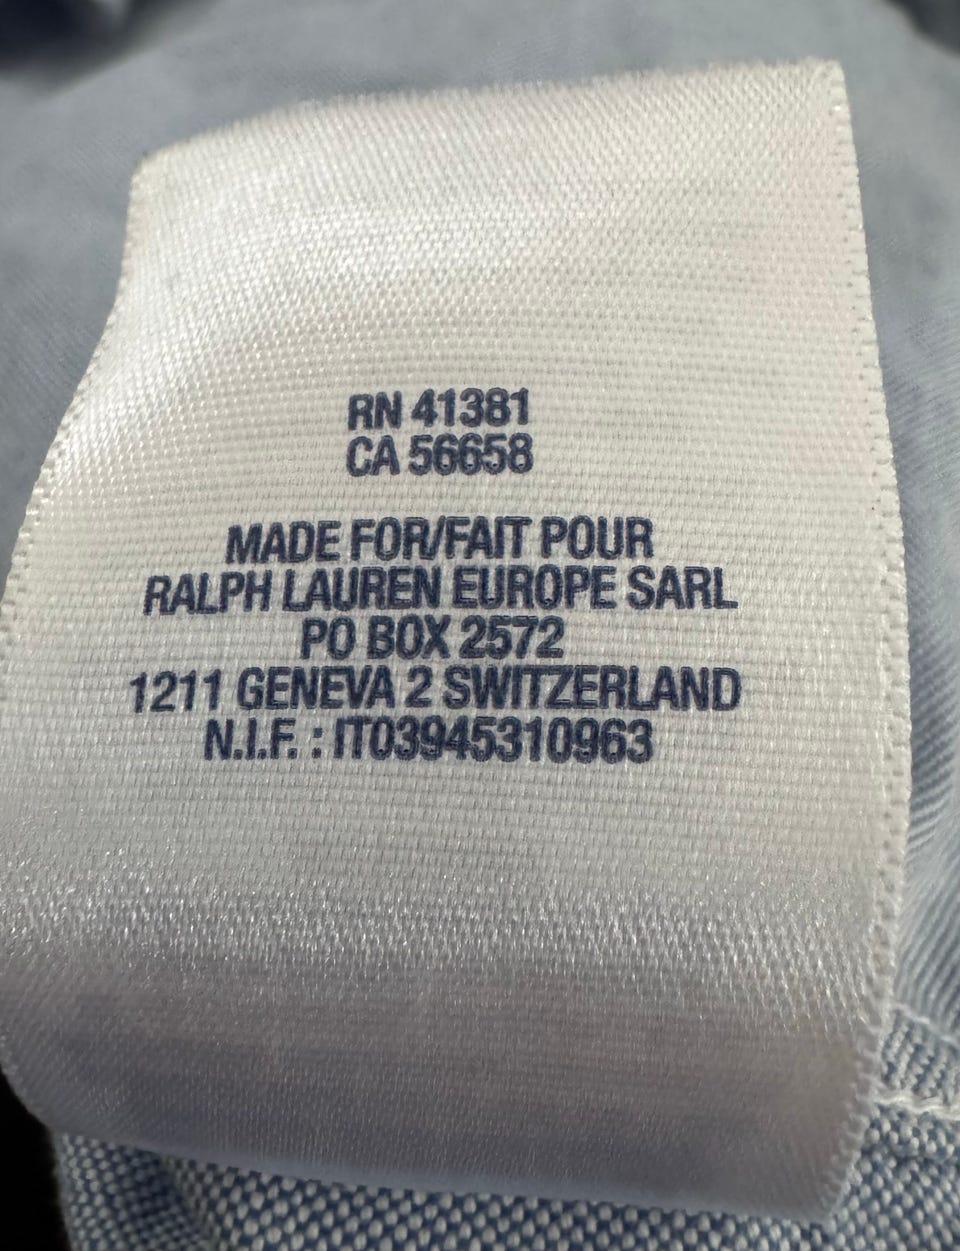 RN 41381
CA 56658
MADE FOR/FAIT POUR
RALPH LAUREN EUROPE SARL
PO BOX 2572
1211 GENEVA 2 SWITZERLAND
N.I.F. : IT03945310963